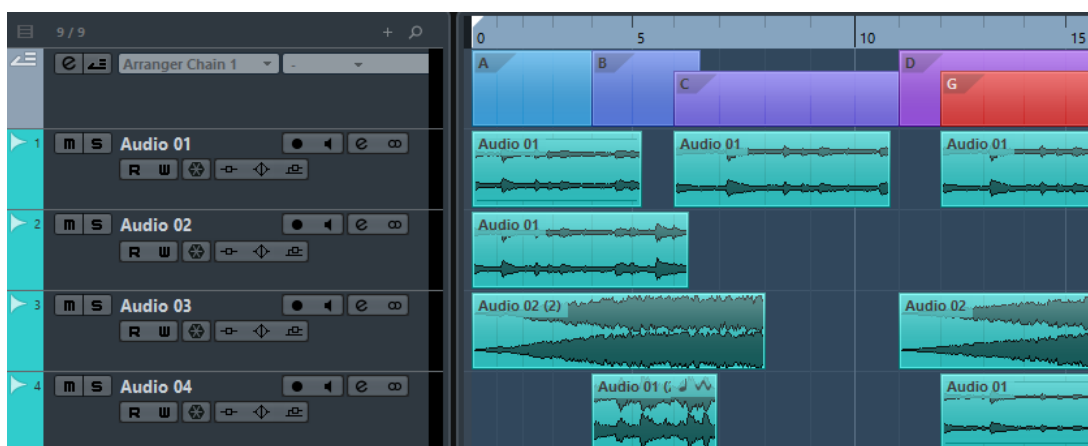 9 / 9 +
0 5 10 15
e Arranger Chain 1 -
A B C D G
1 m S Audio 01 e
R W
Audio 01 Audio 01 Audio 01
2 m S Audio 02 e
R W
Audio 01
3 m S Audio 03 e
R W
Audio 02 (2) Audio 02
4 m S Audio 04 e
R W
Audio 01 ( Audio 01